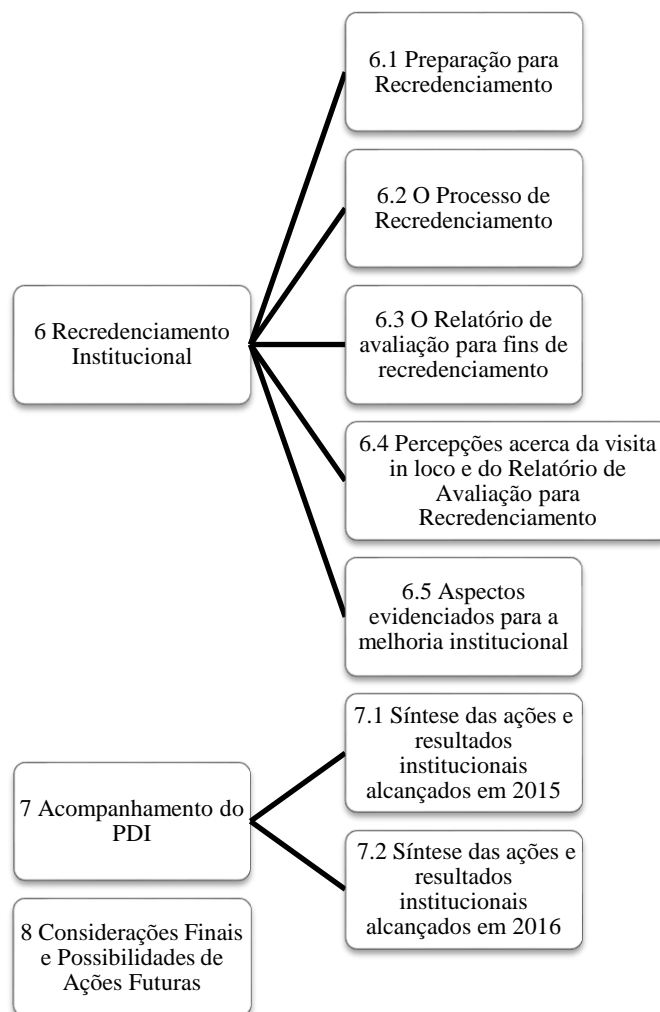 6 Recredenciamento
Institucional
6.1 Preparação para
Recredenciamento
6.2 O Processo de
Recredenciamento
6.3 O Relatório de
avaliação para fins de
recredenciamento
6.4 Percepções acerca da visita
in loco e do Relatório de
Avaliação para
Recredenciamento
6.5 Aspectos
evidenciados para a
melhoria institucional
7 Acompanhamento do
PDI
7.1 Síntese das ações e
resultados
institucionais
alcançados em 2015
7.2 Síntese das ações e
resultados
institucionais
alcançados em 2016
8 Considerações Finais
e Possibilidades de
Ações Futuras